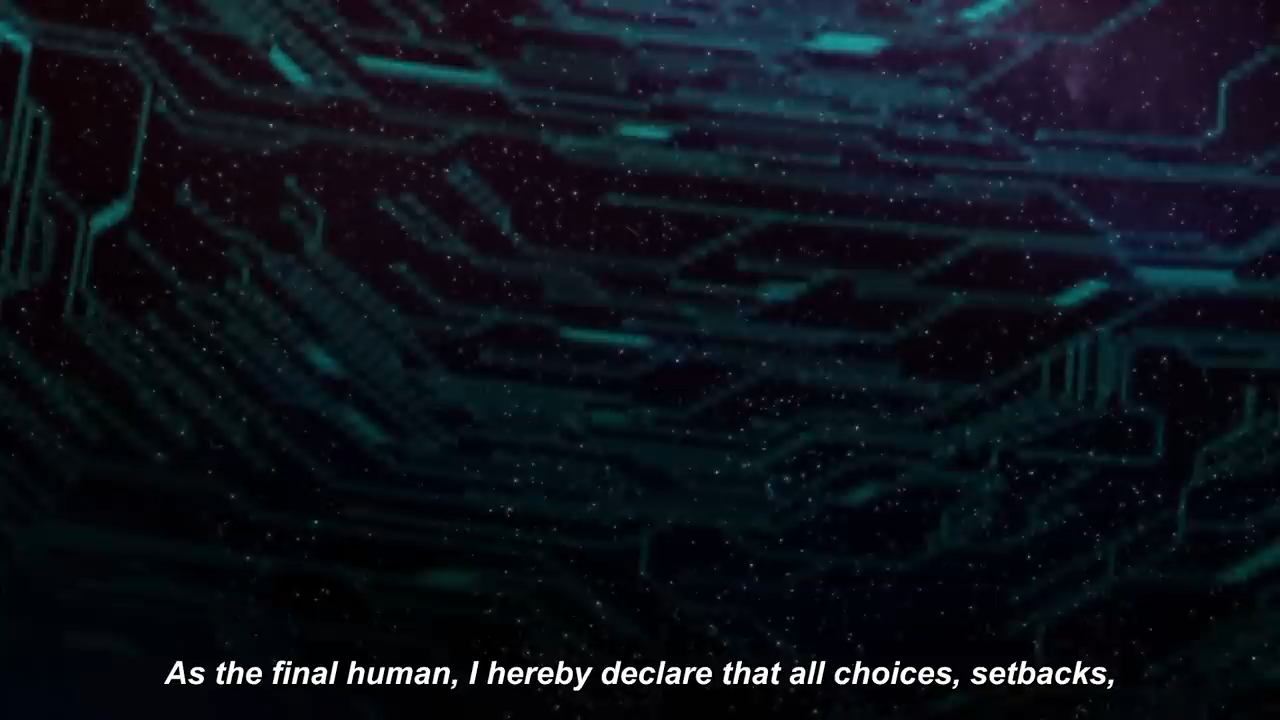 As the final human, I hereby declare that all choices, setbacks,